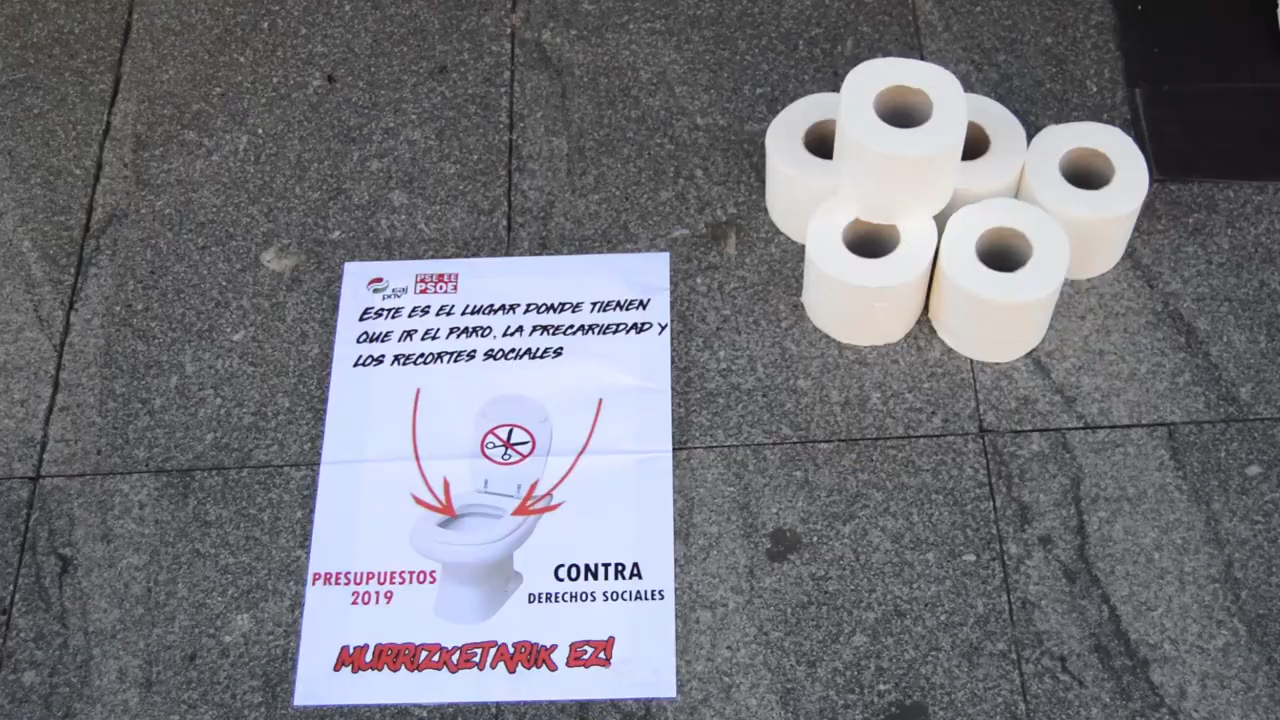 eaj
pnv
PSE-EE
PSOE
ESTE ES EL LUGAR DONDE TIENEN
QUE IR EL PARO, LA PRECARIEDAD Y
LOS RECORTES SOCIALES
PRESUPUESTOS
2019
CONTRA
DERECHOS SOCIALES
MURRIZKETARIK EZ!